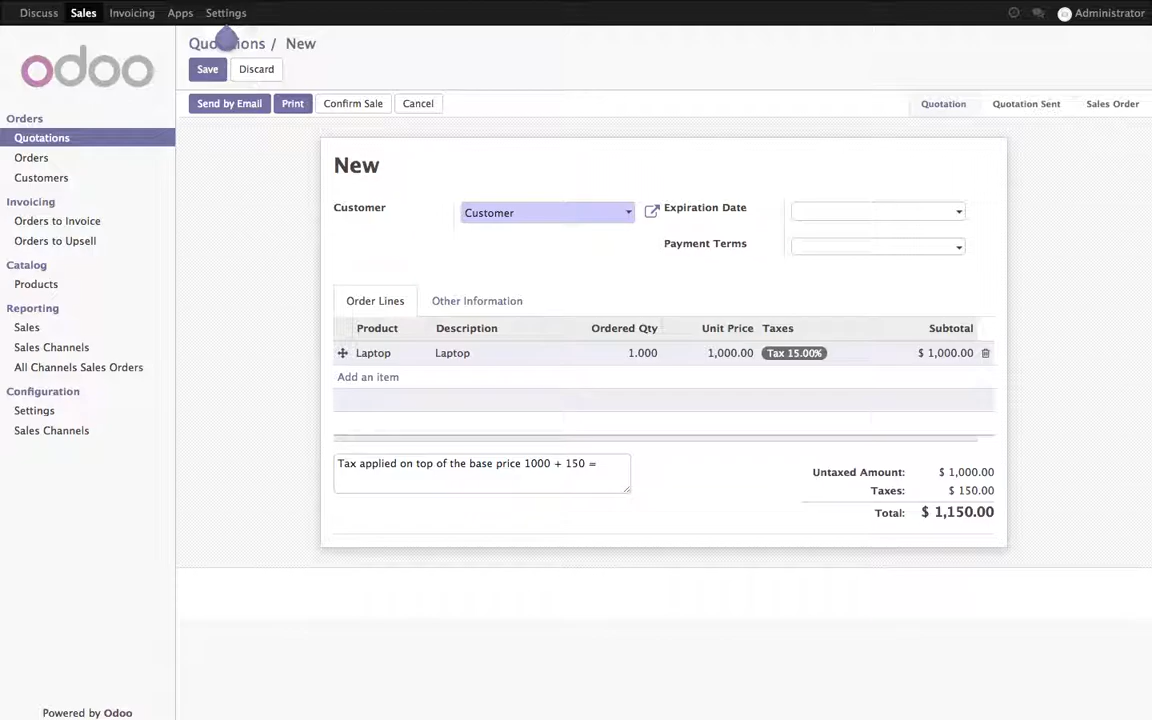 Discuss Sales Invoicing Apps Settings Administrator
odoo
Quotations / New
Save Discard
Send by Email Print Confirm Sale Cancel Quotation Quotation Sent Sales Order
Orders
Quotations
Orders
Customers
Invoicing
Orders to Invoice
Orders to Upsell
Catalog
Products
Reporting
Sales
Sales Channels
All Channels Sales Orders
Configuration
Settings
Sales Channels
Powered by Odoo
New
Customer Customer Expiration Date
Payment Terms
Order Lines Other Information
Product Description Ordered Qty Unit Price Taxes Subtotal
Laptop Laptop 1.000 1,000.00 Tax 15.00% $ 1,000.00
Add an item
Tax applied on top of the base price 1000 + 150 =
Untaxed Amount: $ 1,000.00
Taxes: $ 150.00
Total: $ 1,150.00